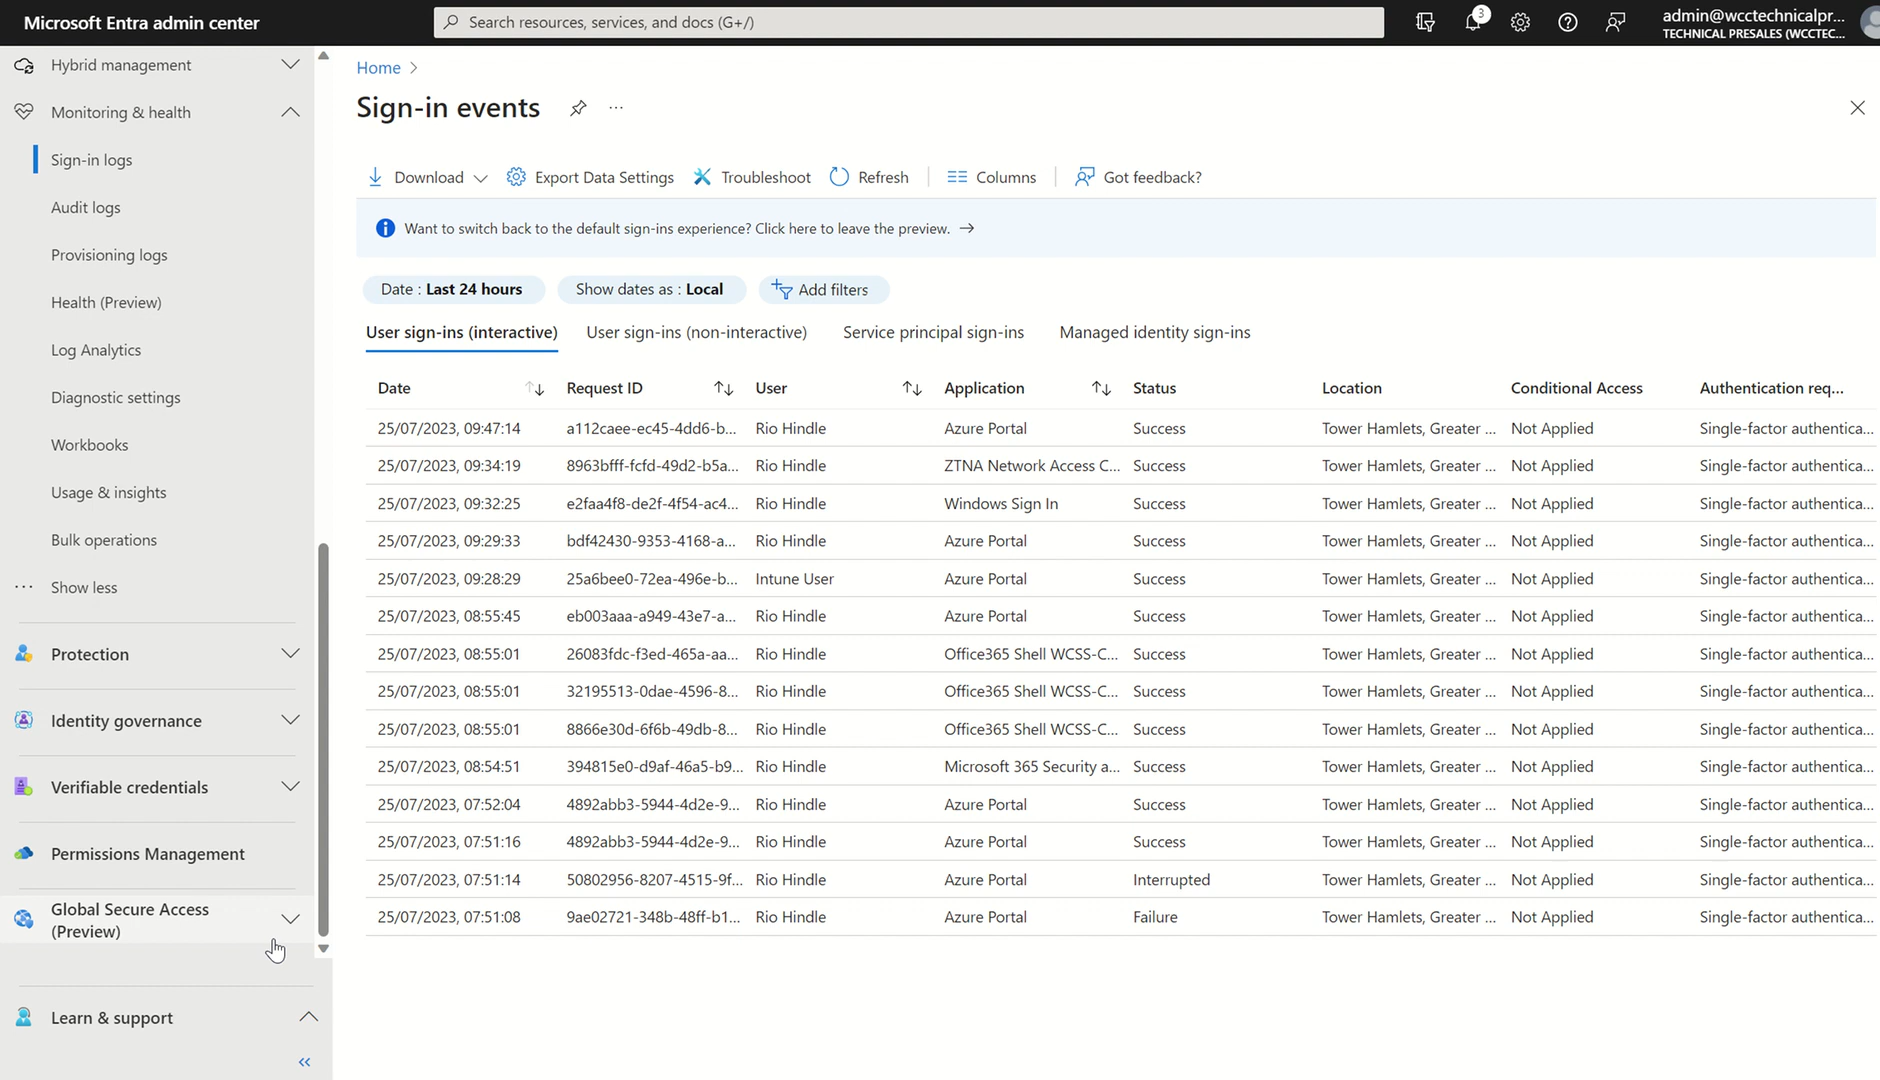 Microsoft Entra admin center
Search resources, services, and docs (G+/)
3
admin@wcctechnicalpr...
TECHNICAL PRESALES (WCCTEC...
Hybrid management
Monitoring & health
Sign-in logs
Audit logs
Provisioning logs
Health (Preview)
Log Analytics
Diagnostic settings
Workbooks
Usage & insights
Bulk operations
Show less
Protection
Identity governance
Verifiable credentials
Permissions Management
Global Secure Access
(Preview)
Learn & support
Home
Sign-in events
Download Export Data Settings Troubleshoot Refresh Columns Got feedback?
Want to switch back to the default sign-ins experience? Click here to leave the preview.
Date : Last 24 hours Show dates as : Local Add filters
User sign-ins (interactive) User sign-ins (non-interactive) Service principal sign-ins Managed identity sign-ins
Date Request ID User Application Status Location Conditional Access Authentication req...
25/07/2023, 09:47:14 a112caee-ec45-4dd6-b... Rio Hindle Azure Portal Success Tower Hamlets, Greater ... Not Applied Single-factor authentica...
25/07/2023, 09:34:19 8963bfff-fcfd-49d2-b5a... Rio Hindle ZTNA Network Access C... Success Tower Hamlets, Greater ... Not Applied Single-factor authentica...
25/07/2023, 09:32:25 e2faa4f8-de2f-4f54-ac4... Rio Hindle Windows Sign In Success Tower Hamlets, Greater ... Not Applied Single-factor authentica...
25/07/2023, 09:29:33 bdf42430-9353-4168-a... Rio Hindle Azure Portal Success Tower Hamlets, Greater ... Not Applied Single-factor authentica...
25/07/2023, 09:28:29 25a6bee0-72ea-496e-b... Intune User Azure Portal Success Tower Hamlets, Greater ... Not Applied Single-factor authentica...
25/07/2023, 08:55:45 eb003aaa-a949-43e7-a... Rio Hindle Azure Portal Success Tower Hamlets, Greater ... Not Applied Single-factor authentica...
25/07/2023, 08:55:01 26083fdc-f3ed-465a-aa... Rio Hindle Office365 Shell WCSS-C... Success Tower Hamlets, Greater ... Not Applied Single-factor authentica...
25/07/2023, 08:55:01 32195513-0dae-4596-8... Rio Hindle Office365 Shell WCSS-C... Success Tower Hamlets, Greater ... Not Applied Single-factor authentica...
25/07/2023, 08:55:01 8866e30d-6f6b-49db-8... Rio Hindle Office365 Shell WCSS-C... Success Tower Hamlets, Greater ... Not Applied Single-factor authentica...
25/07/2023, 08:54:51 394815e0-d9af-46a5-b9... Rio Hindle Microsoft 365 Security a... Success Tower Hamlets, Greater ... Not Applied Single-factor authentica...
25/07/2023, 07:52:04 4892abb3-5944-4d2e-9... Rio Hindle Azure Portal Success Tower Hamlets, Greater ... Not Applied Single-factor authentica...
25/07/2023, 07:51:16 4892abb3-5944-4d2e-9... Rio Hindle Azure Portal Success Tower Hamlets, Greater ... Not Applied Single-factor authentica...
25/07/2023, 07:51:14 50802956-8207-4515-9f... Rio Hindle Azure Portal Interrupted Tower Hamlets, Greater ... Not Applied Single-factor authentica...
25/07/2023, 07:51:08 9ae02721-348b-48ff-b1... Rio Hindle Azure Portal Failure Tower Hamlets, Greater ... Not Applied Single-factor authentica...